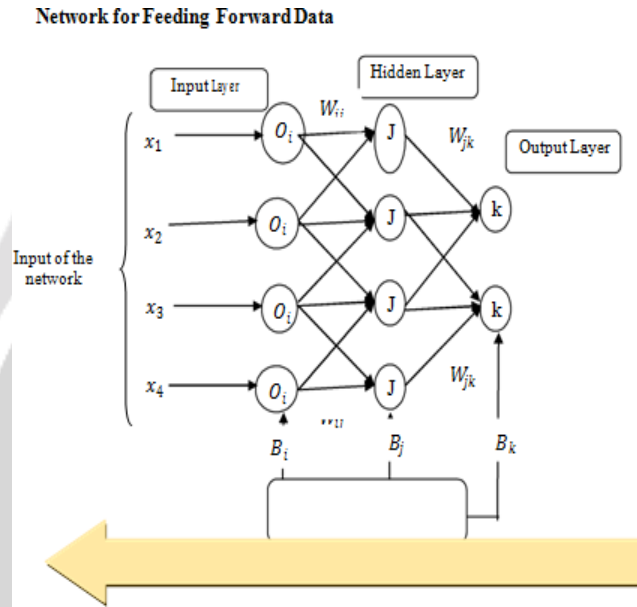 Network for Feeding Forward Data
Input Layer
Hidden Layer
Output Layer
Input of the
network
x₁
x₂
x₃
x₄
Oᵢ
Oᵢ
Oᵢ
Oᵢ
J
J
J
J
k
k
Wⱼₖ
Wⱼₖ
Bᵢ
Bⱼ
Bₖ